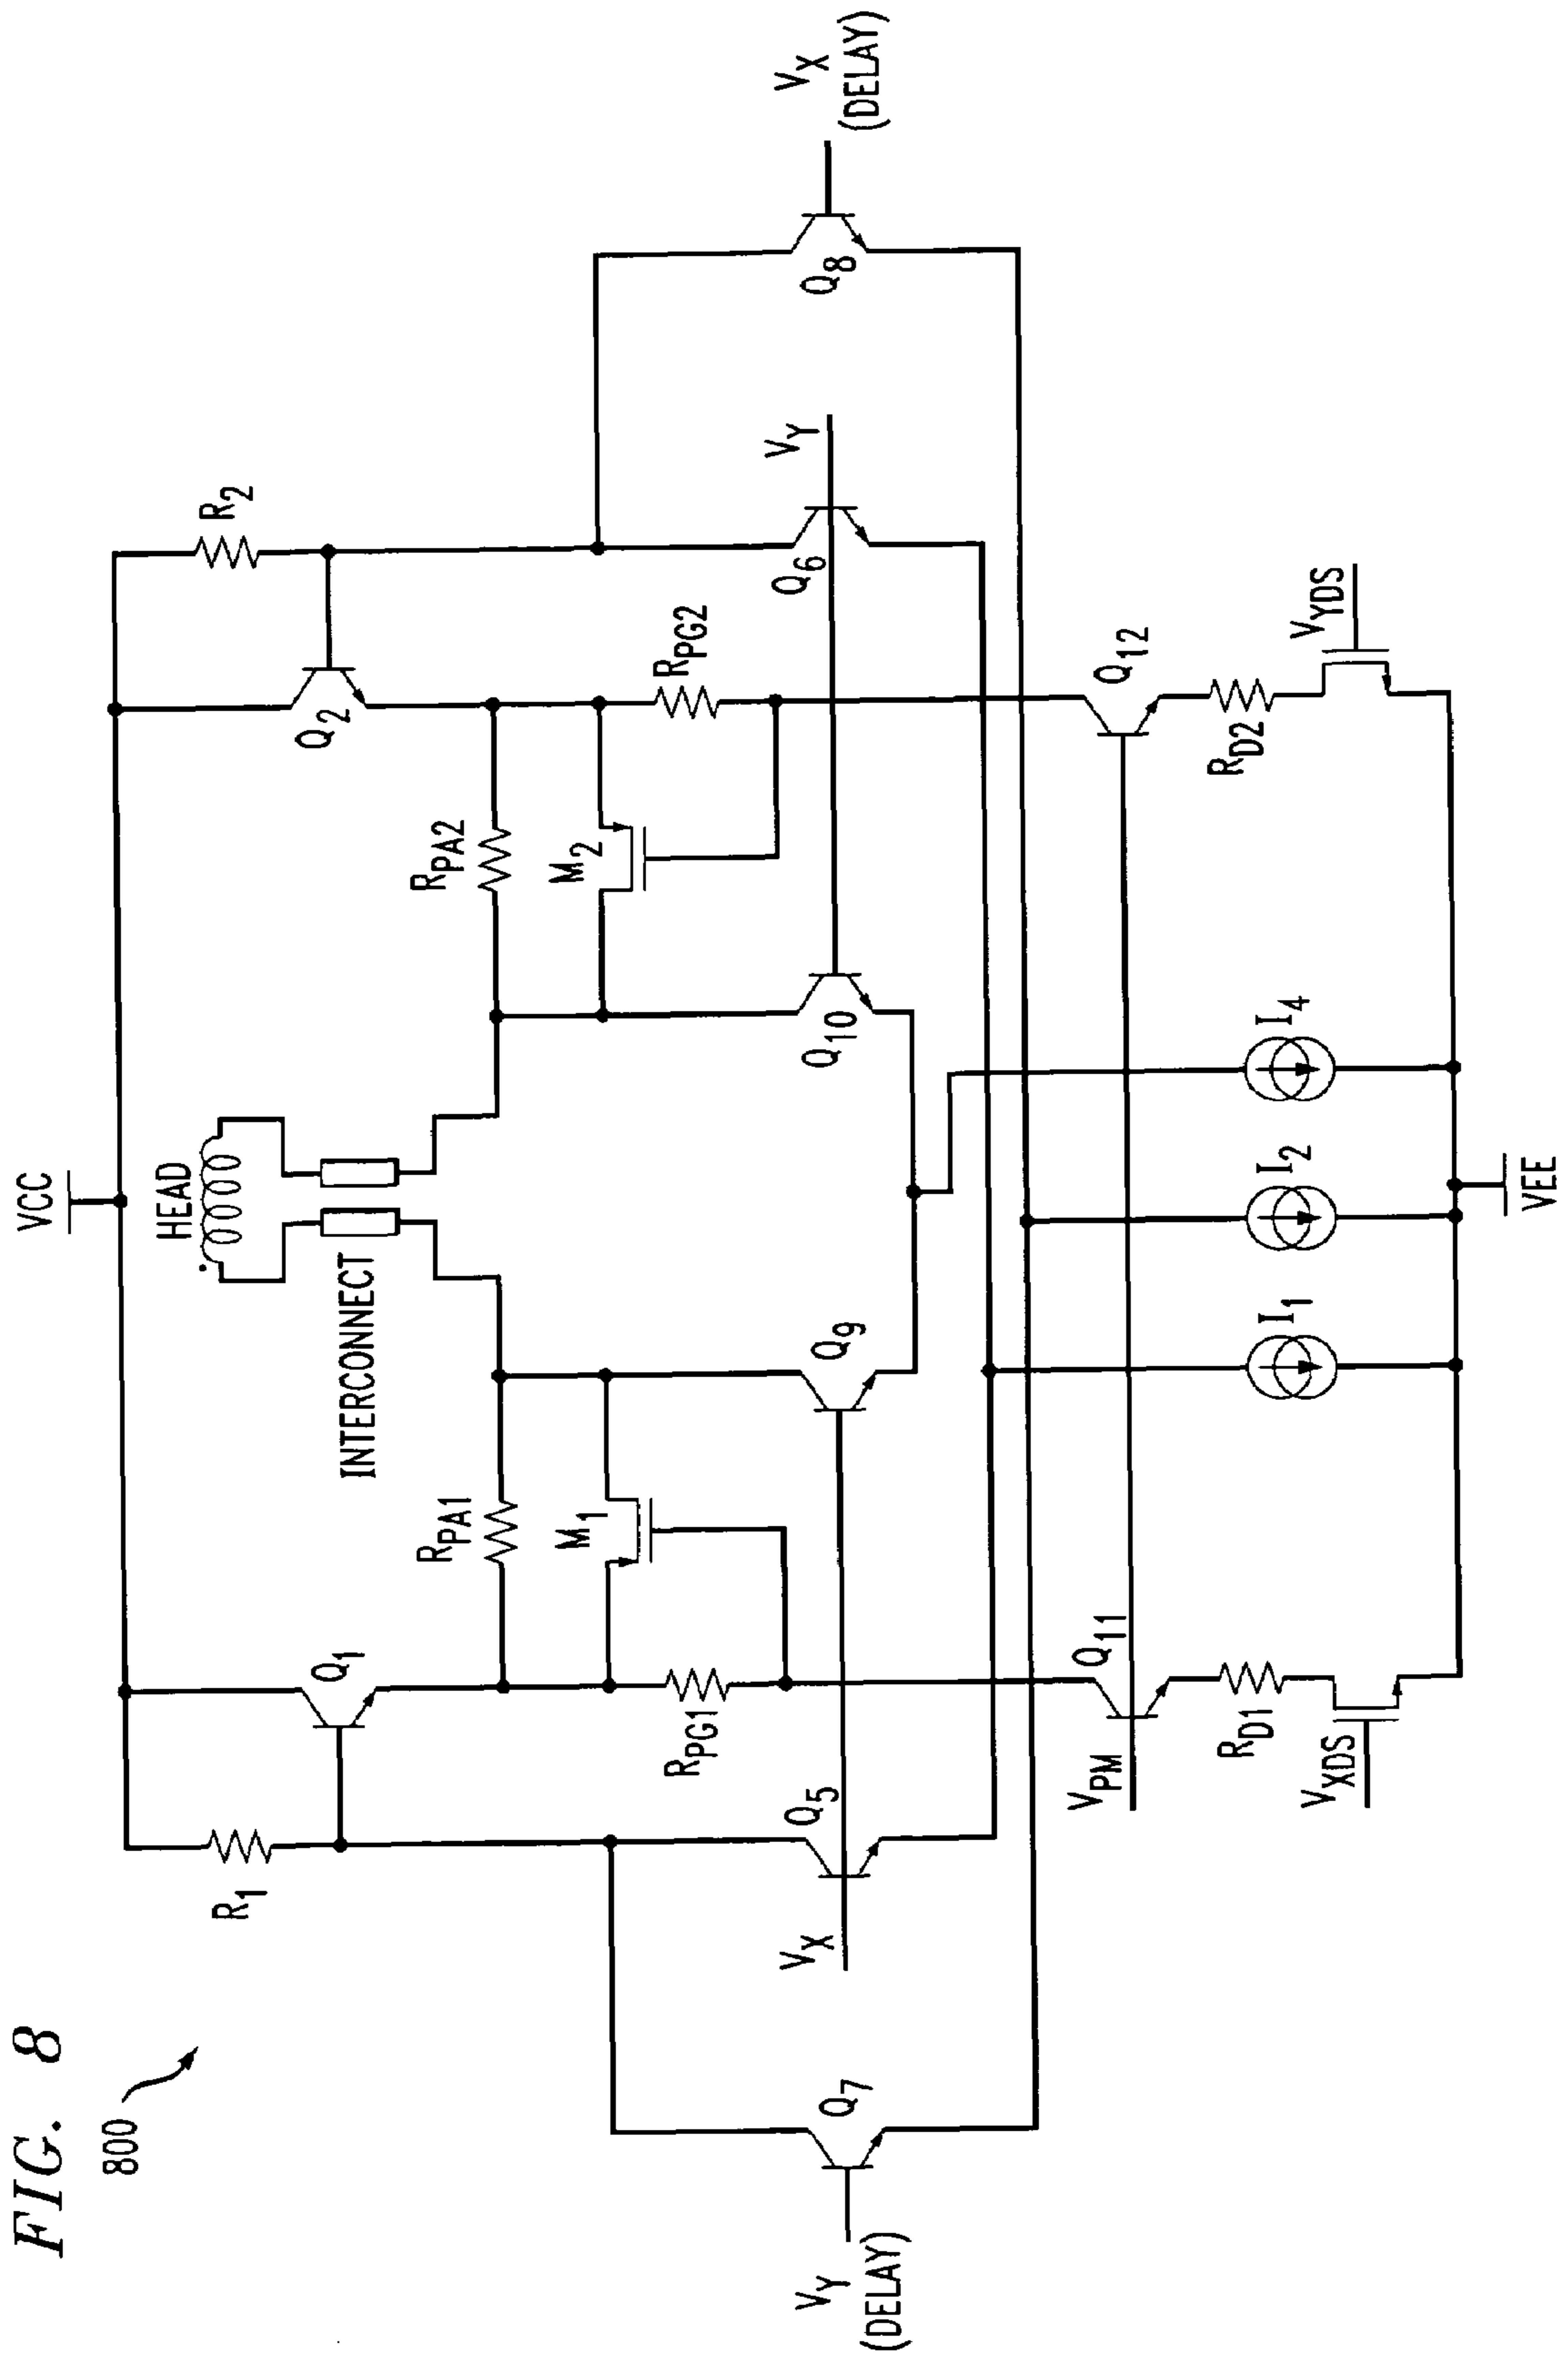 FIG. 8
800
VCC
HEAD
INTERCONNECT
R1
R2
Q1
Q2
RPA1
RPA2
M1
M2
RPG1
RPG2
VY
(DELAY)
Q7
VX
Q5
Q9
Q10
Q6
VY
Q8
VX
(DELAY)
VPM
Q11
Q12
RD1
RD2
VXDS
VYDS
I1
I2
I4
VEE